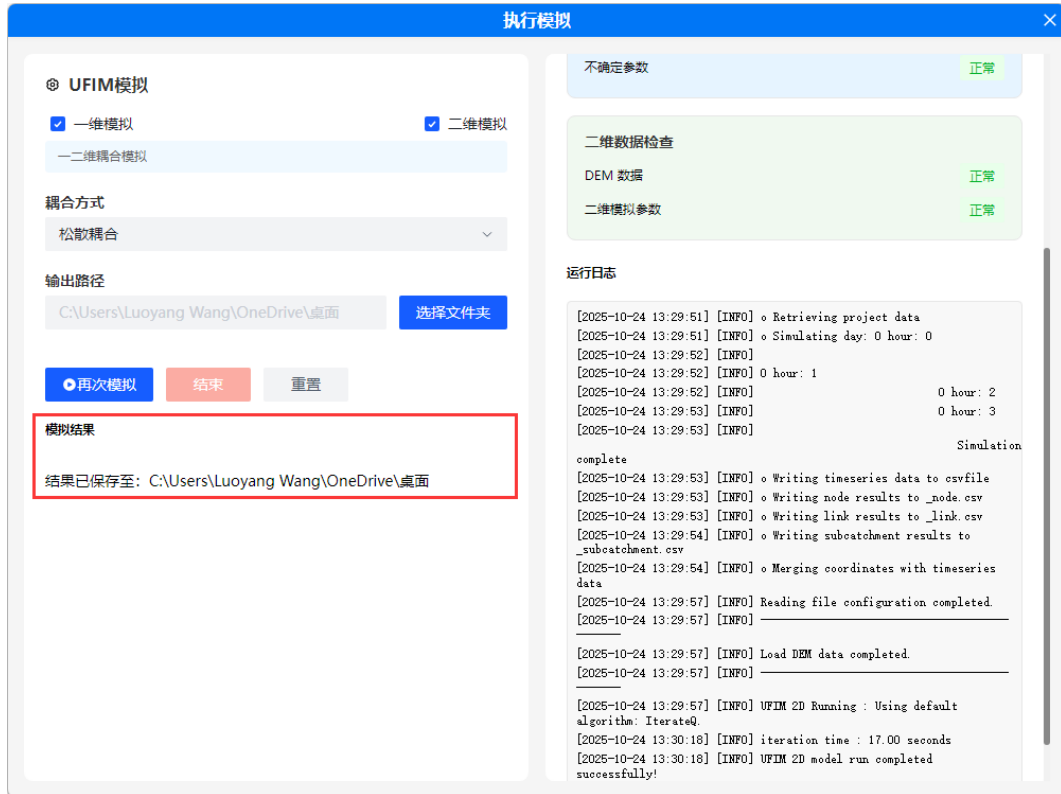 执行模拟
UFIM模拟
一维模拟
二维模拟
一二维耦合模拟
耦合方式
松散耦合
输出路径
C:\Users\Luoyang Wang\OneDrive\桌面
选择文件夹
再次模拟
结束
重置
模拟结果
结果已保存至：C:\Users\Luoyang Wang\OneDrive\桌面
不确定参数
正常
二维数据检查
DEM 数据
正常
二维模拟参数
正常
运行日志
[2025-10-24 13:29:51] [INFO] o Retrieving project data
[2025-10-24 13:29:51] [INFO] o Simulating day: 0 hour: 0
[2025-10-24 13:29:52] [INFO]
[2025-10-24 13:29:52] [INFO] 0 hour: 1
[2025-10-24 13:29:52] [INFO] 0 hour: 2
[2025-10-24 13:29:53] [INFO] 0 hour: 3
[2025-10-24 13:29:53] [INFO]
Simulation
complete
[2025-10-24 13:29:53] [INFO] o Writing timeseries data to csvfile
[2025-10-24 13:29:53] [INFO] o Writing node results to _node.csv
[2025-10-24 13:29:53] [INFO] o Writing link results to _link.csv
[2025-10-24 13:29:54] [INFO] o Writing subcatchment results to
_subcatchment.csv
[2025-10-24 13:29:54] [INFO] o Merging coordinates with timeseries
data
[2025-10-24 13:29:57] [INFO] Reading file configuration completed.
[2025-10-24 13:29:57] [INFO] ————————————————
———
[2025-10-24 13:29:57] [INFO] Load DEM data completed.
[2025-10-24 13:29:57] [INFO] ————————————————
———
[2025-10-24 13:29:57] [INFO] UFIM 2D Running : Using default
algorithm: IterateQ.
[2025-10-24 13:30:18] [INFO] iteration time : 17.00 seconds
[2025-10-24 13:30:18] [INFO] UFIM 2D model run completed
successfully!